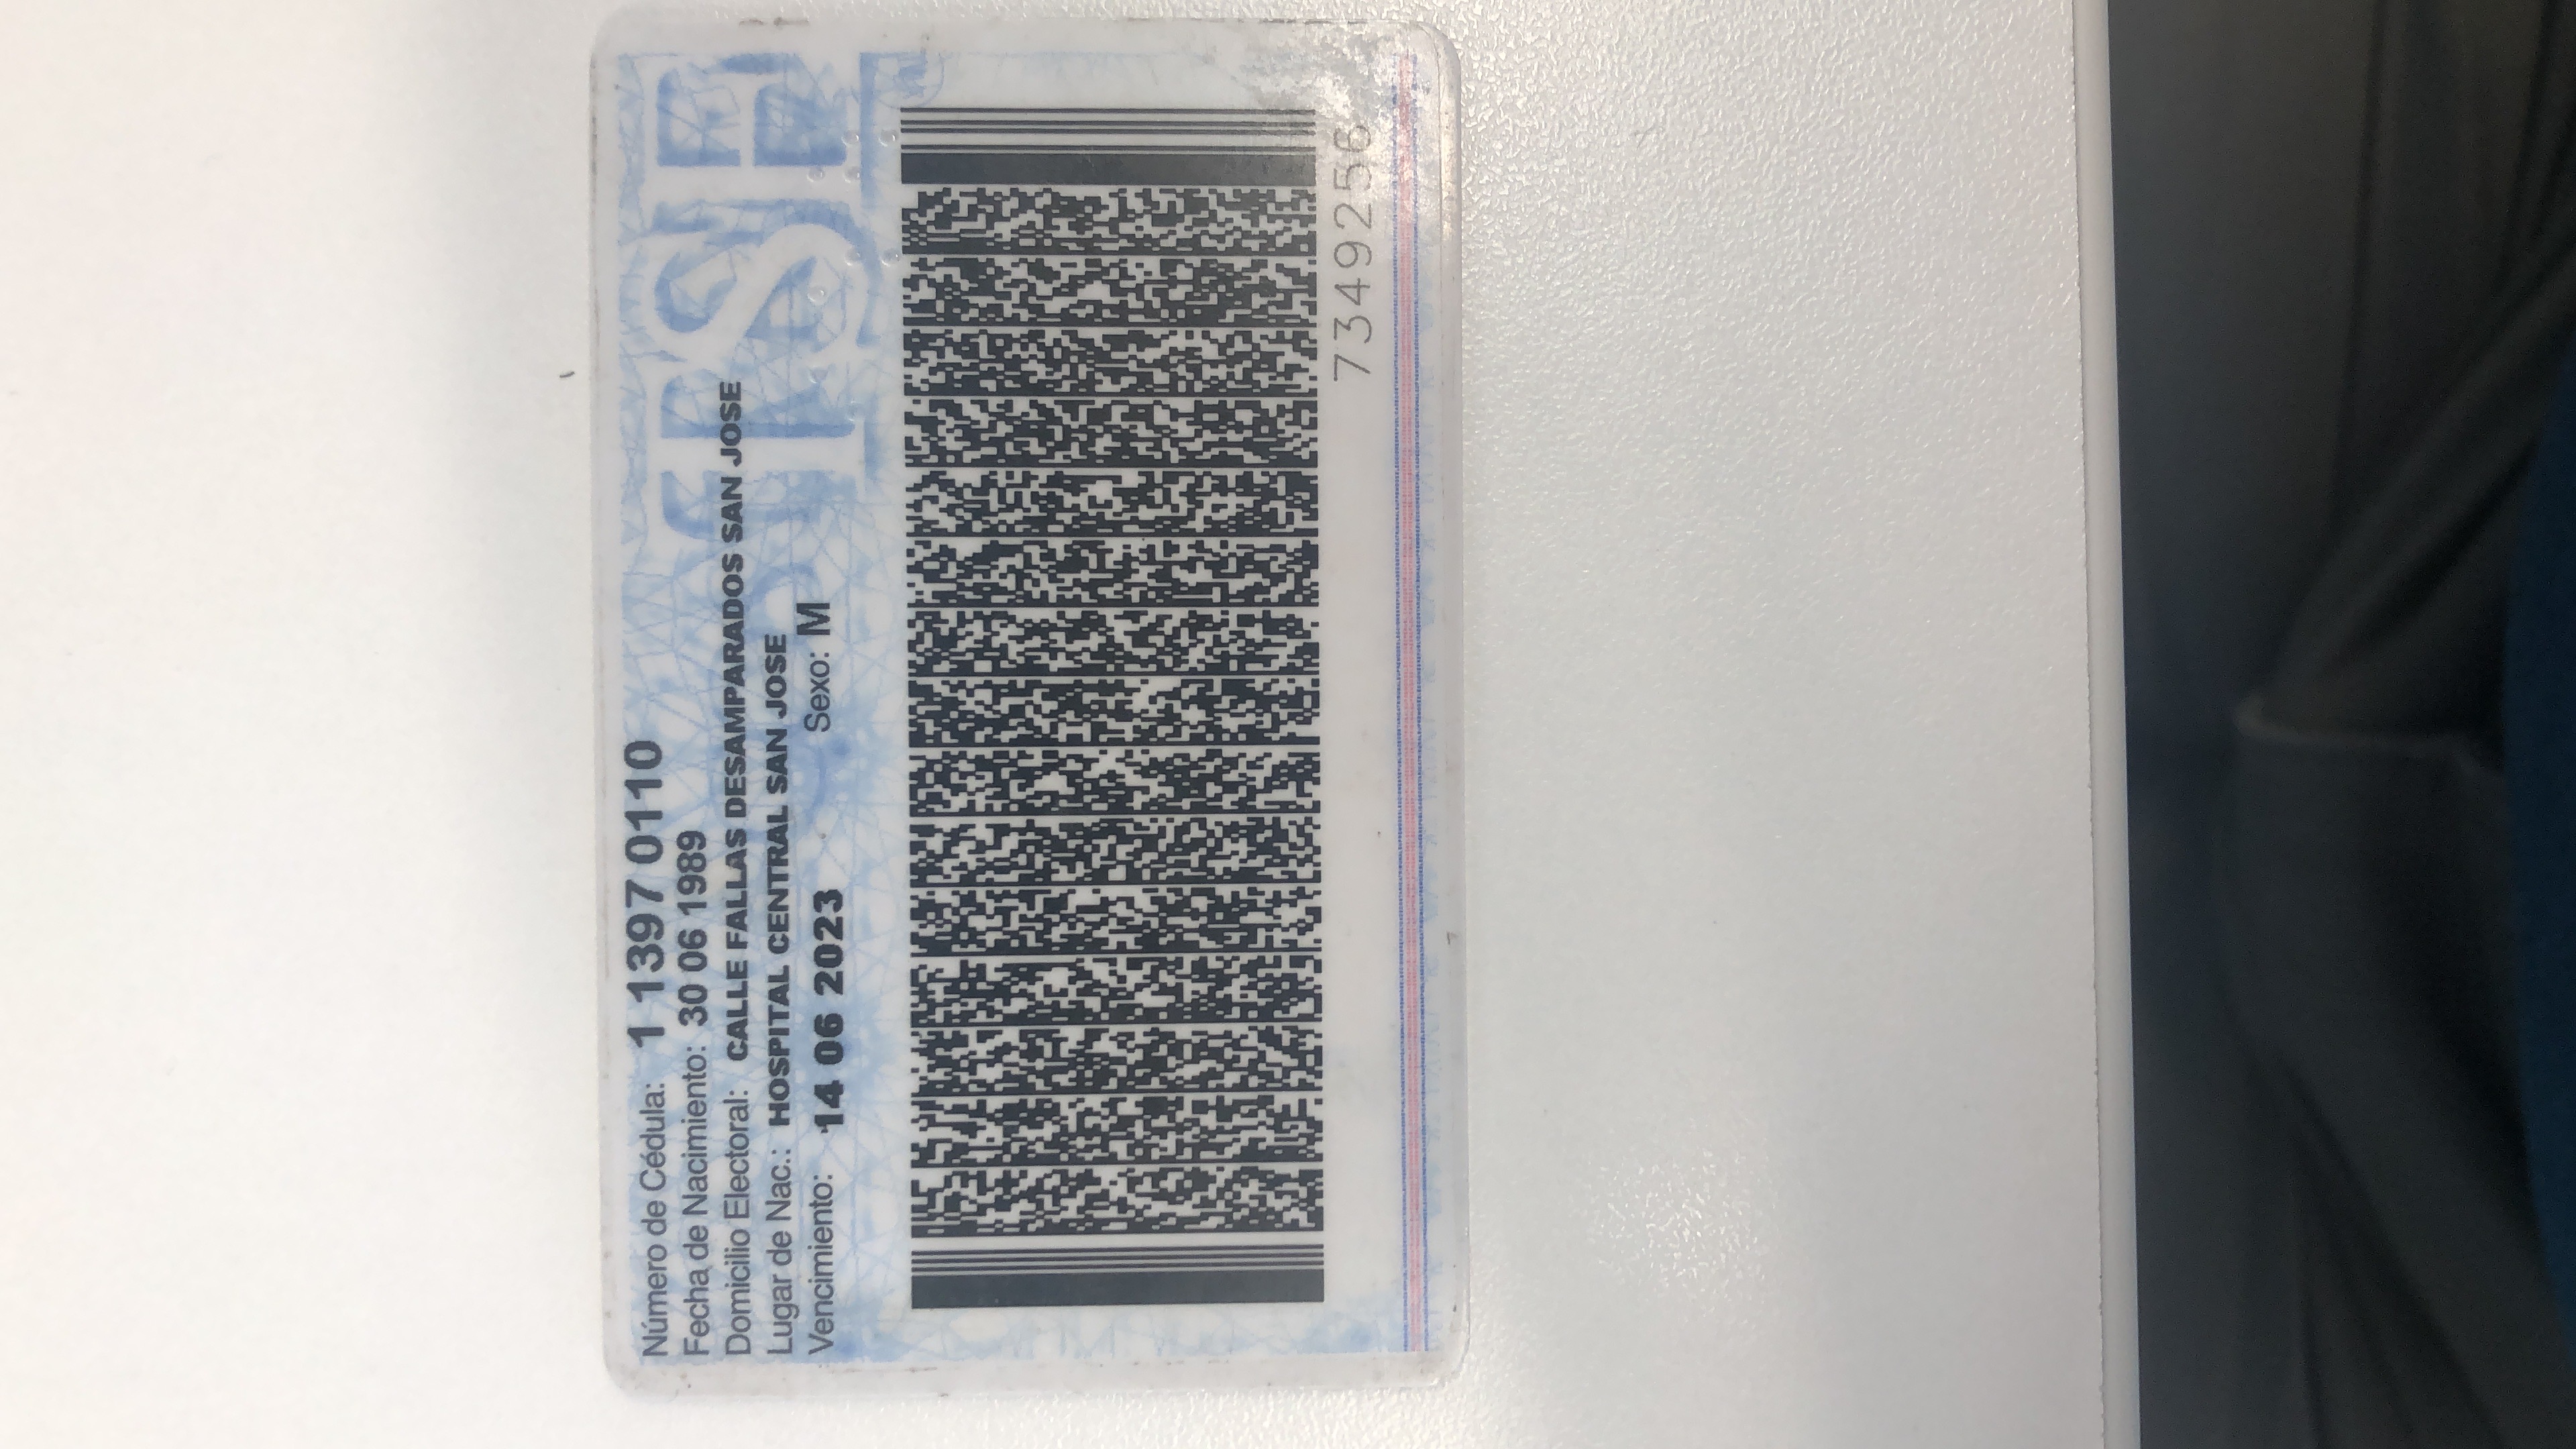 Número de Cédula: 1 1397 0110
Fecha de Nacimiento: 30 06 1989
Domicilio Electoral: CALLE FALLAS DESAMPARADOS SAN JOSE
Lugar de Nac.: HOSPITAL CENTRAL SAN JOSE
Vencimiento: 14 06 2023 Sexo: M
TSE
7349256